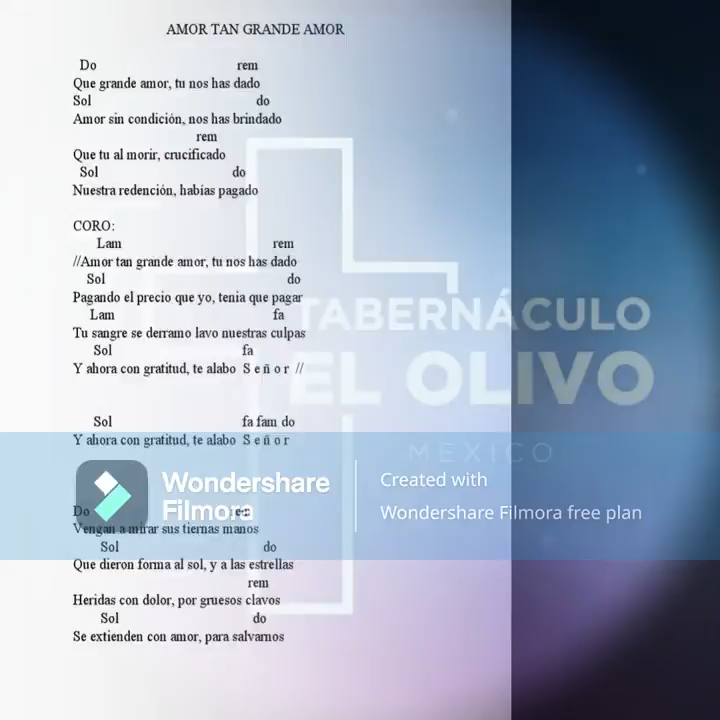 AMOR TAN GRANDE AMOR
Do rem
Que grande amor, tu nos has dado
Sol do
Amor sin condición, nos has brindado
rem
Que tu al morir, crucificado
Sol do
Nuestra redención, habías pagado
CORO:
Lam rem
//Amor tan grande amor, tu nos has dado
Sol do
Pagando el precio que yo, tenia que pagar
Lam fa
Tu sangre se derramo lavo nuestras culpas
Sol fa
Y ahora con gratitud, te alabo S e ñ o r //
Sol fa fam do
Y ahora con gratitud, te alabo S e ñ o r
Do rem
Vengan a mirar sus tiernas manos
Sol do
Que dieron forma al sol, y a las estrellas
rem
Heridas con dolor, por gruesos clavos
Sol do
Se extienden con amor, para salvarnos
TABERNÁCULO
EL OLIVO
MEXICO
Wondershare
Filmora
Created with
Wondershare Filmora free plan